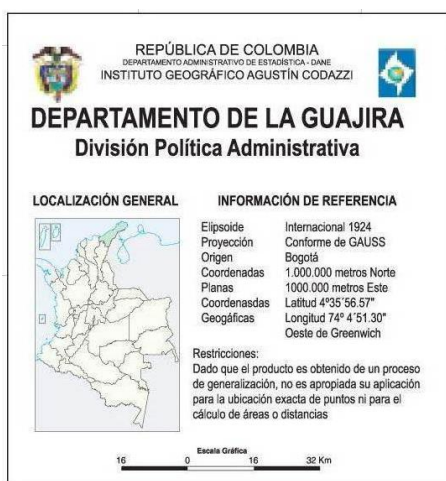 REPÚBLICA DE COLOMBIA
DEPARTAMENTO ADMINISTRATIVO DE ESTADÍSTICA - DANE
INSTITUTO GEOGRÁFICO AGUSTÍN CODAZZI
DEPARTAMENTO DE LA GUAJIRA
División Política Administrativa
LOCALIZACIÓN GENERAL
INFORMACIÓN DE REFERENCIA
Elipsoide Internacional 1924
Proyección Conforme de GAUSS
Origen Bogotá
Coordenadas 1.000.000 metros Norte
Planas 1000.000 metros Este
Coordenasdas Latitud 4º35´56.57"
Geogáficas Longitud 74º 4´51.30"
Oeste de Greenwich
Restricciones:
Dado que el producto es obtenido de un proceso
de generalización, no es apropiada su aplicación
para la ubicación exacta de puntos ni para el
cálculo de áreas o distancias
Escala Gráfica
16 0 16 32 Km